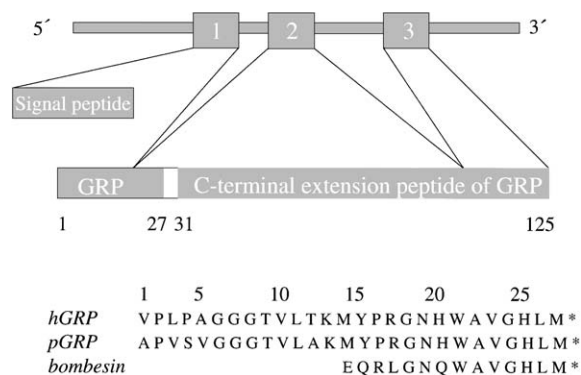 5´ 1 2 3 3´
Signal peptide
GRP C-terminal extension peptide of GRP
1 27 31 125
1 5 10 15 20 25
hGRP V P L P A G G G T V L T K M Y P R G N H W A V G H L M *
pGRP A P V S V G G G T V L A K M Y P R G N H W A V G H L M *
bombesin E Q R L G N Q W A V G H L M *